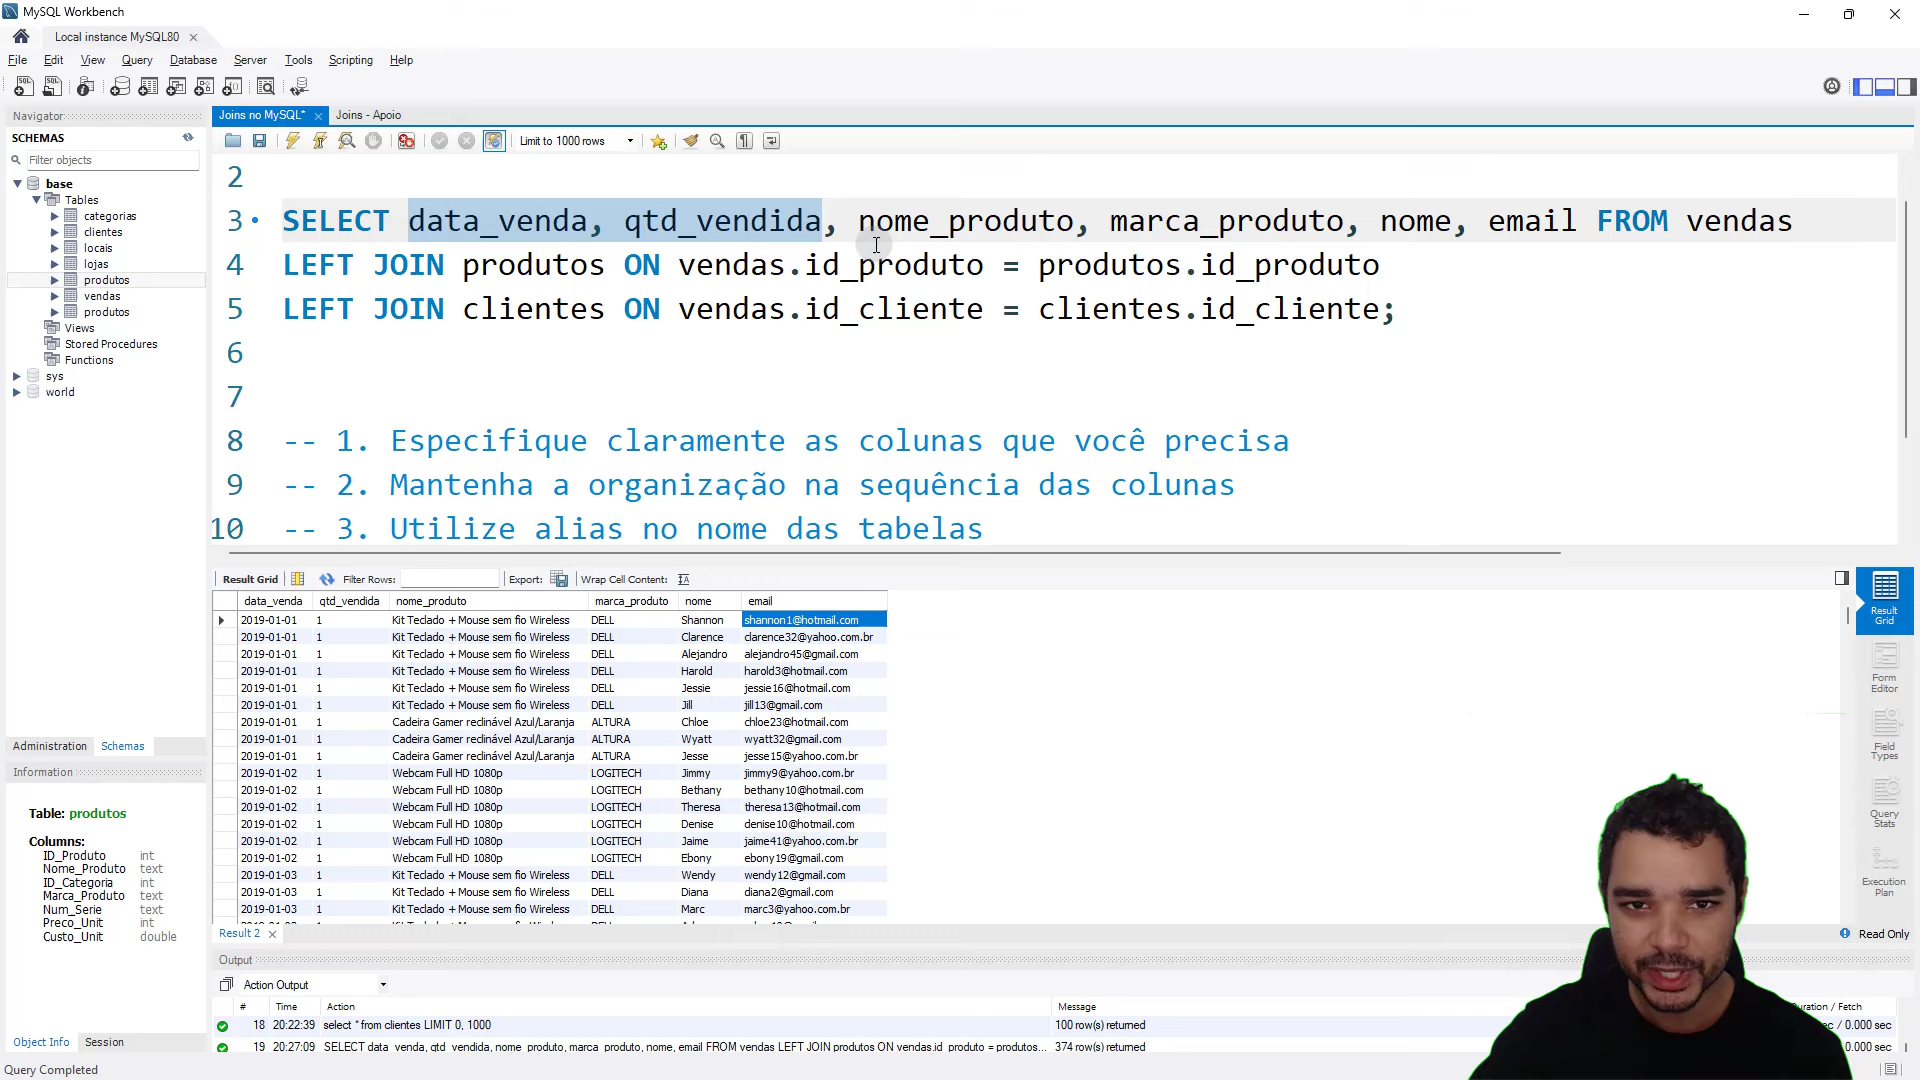 MySQL Workbench
Local instance MySQL80
File Edit View Query Database Server Tools Scripting Help
Navigator
SCHEMAS
Filter objects
base
Tables
categorias
clientes
locais
lojas
produtos
vendas
produtos
Views
Stored Procedures
Functions
sys
world
Administration Schemas
Information
Table: produtos
Columns:
ID_Produto int
Nome_Produto text
ID_Categoria int
Marca_Produto text
Num_Serie text
Preco_Unit int
Custo_Unit double
Object Info Session
Query Completed
Joins no MySQL* Joins - Apoio
Limit to 1000 rows
2
3 SELECT data_venda, qtd_vendida, nome_produto, marca_produto, nome, email FROM vendas
4 LEFT JOIN produtos ON vendas.id_produto = produtos.id_produto
5 LEFT JOIN clientes ON vendas.id_cliente = clientes.id_cliente;
6
7
8 -- 1. Especifique claramente as colunas que você precisa
9 -- 2. Mantenha a organização na sequência das colunas
10 -- 3. Utilize alias no nome das tabelas
Result Grid Filter Rows: Export: Wrap Cell Content:
data_venda qtd_vendida nome_produto marca_produto nome email
2019-01-01 1 Kit Teclado + Mouse sem fio Wireless DELL Shannon shannon1@hotmail.com
2019-01-01 1 Kit Teclado + Mouse sem fio Wireless DELL Clarence clarence32@yahoo.com.br
2019-01-01 1 Kit Teclado + Mouse sem fio Wireless DELL Alejandro alejandro45@gmail.com
2019-01-01 1 Kit Teclado + Mouse sem fio Wireless DELL Harold harold3@hotmail.com
2019-01-01 1 Kit Teclado + Mouse sem fio Wireless DELL Jessie jessie16@hotmail.com
2019-01-01 1 Kit Teclado + Mouse sem fio Wireless DELL Jill jill13@gmail.com
2019-01-01 1 Cadeira Gamer reclinável Azul/Laranja ALTURA Chloe chloe23@hotmail.com
2019-01-01 1 Cadeira Gamer reclinável Azul/Laranja ALTURA Wyatt wyatt32@gmail.com
2019-01-01 1 Cadeira Gamer reclinável Azul/Laranja ALTURA Jesse jesse15@yahoo.com.br
2019-01-02 1 Webcam Full HD 1080p LOGITECH Jimmy jimmy9@yahoo.com.br
2019-01-02 1 Webcam Full HD 1080p LOGITECH Bethany bethany10@hotmail.com
2019-01-02 1 Webcam Full HD 1080p LOGITECH Theresa theresa13@hotmail.com
2019-01-02 1 Webcam Full HD 1080p LOGITECH Denise denise10@hotmail.com
2019-01-02 1 Webcam Full HD 1080p LOGITECH Jaime jaime41@yahoo.com.br
2019-01-02 1 Webcam Full HD 1080p LOGITECH Ebony ebony19@gmail.com
2019-01-03 1 Kit Teclado + Mouse sem fio Wireless DELL Wendy wendy12@gmail.com
2019-01-03 1 Kit Teclado + Mouse sem fio Wireless DELL Diana diana2@gmail.com
2019-01-03 1 Kit Teclado + Mouse sem fio Wireless DELL Marc marc3@yahoo.com.br
Result Grid
Form Editor
Field Types
Query Stats
Execution Plan
Result 2
Read Only
Output
Action Output
# Time Action Message Duration / Fetch
18 20:22:39 select * from clientes LIMIT 0, 1000 100 row(s) returned sec / 0.000 sec
19 20:27:09 SELECT data_venda, qtd_vendida, nome_produto, marca_produto, nome, email FROM vendas LEFT JOIN produtos ON vendas.id_produto = produtos... 374 row(s) returned / 0.000 sec